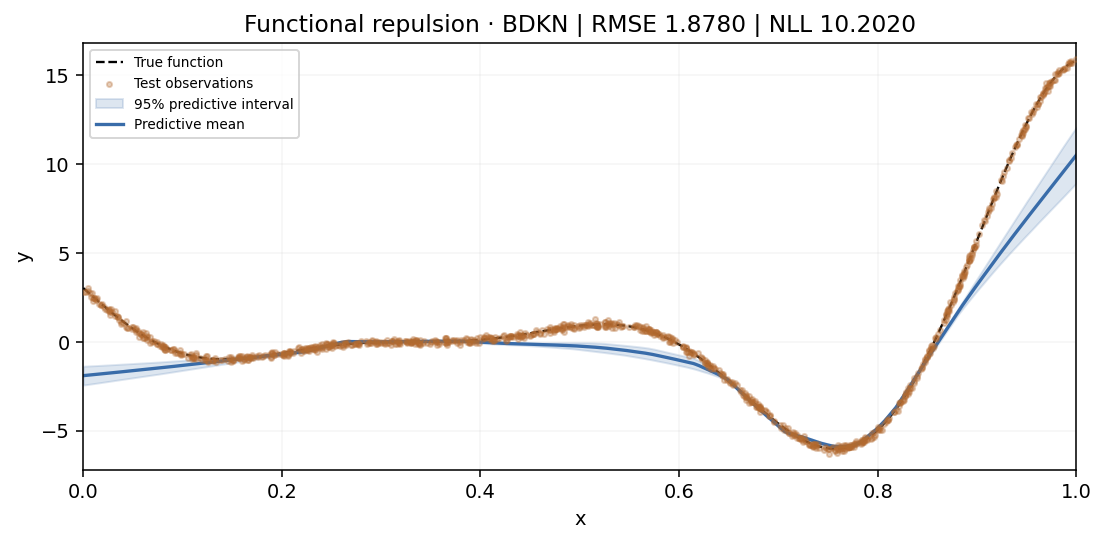 Functional repulsion · BDKN | RMSE 1.8780 | NLL 10.2020
True function
Test observations
95% predictive interval
Predictive mean
15
10
5
0
−5
y
0.0 0.2 0.4 0.6 0.8 1.0
x